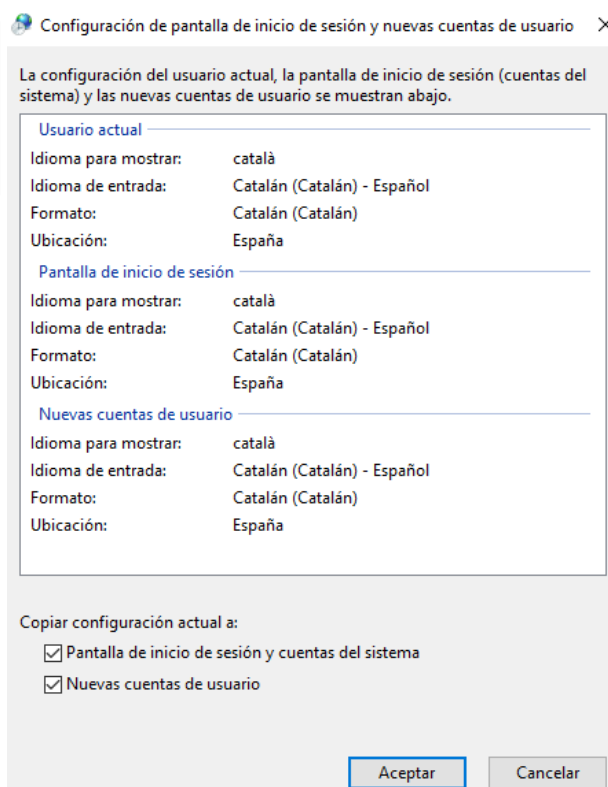 Configuración de pantalla de inicio de sesión y nuevas cuentas de usuario
La configuración del usuario actual, la pantalla de inicio de sesión (cuentas del
sistema) y las nuevas cuentas de usuario se muestran abajo.
Usuario actual
Idioma para mostrar: català
Idioma de entrada: Catalán (Catalán) - Español
Formato: Catalán (Catalán)
Ubicación: España
Pantalla de inicio de sesión
Idioma para mostrar: català
Idioma de entrada: Catalán (Catalán) - Español
Formato: Catalán (Catalán)
Ubicación: España
Nuevas cuentas de usuario
Idioma para mostrar: català
Idioma de entrada: Catalán (Catalán) - Español
Formato: Catalán (Catalán)
Ubicación: España
Copiar configuración actual a:
Pantalla de inicio de sesión y cuentas del sistema
Nuevas cuentas de usuario
Aceptar Cancelar